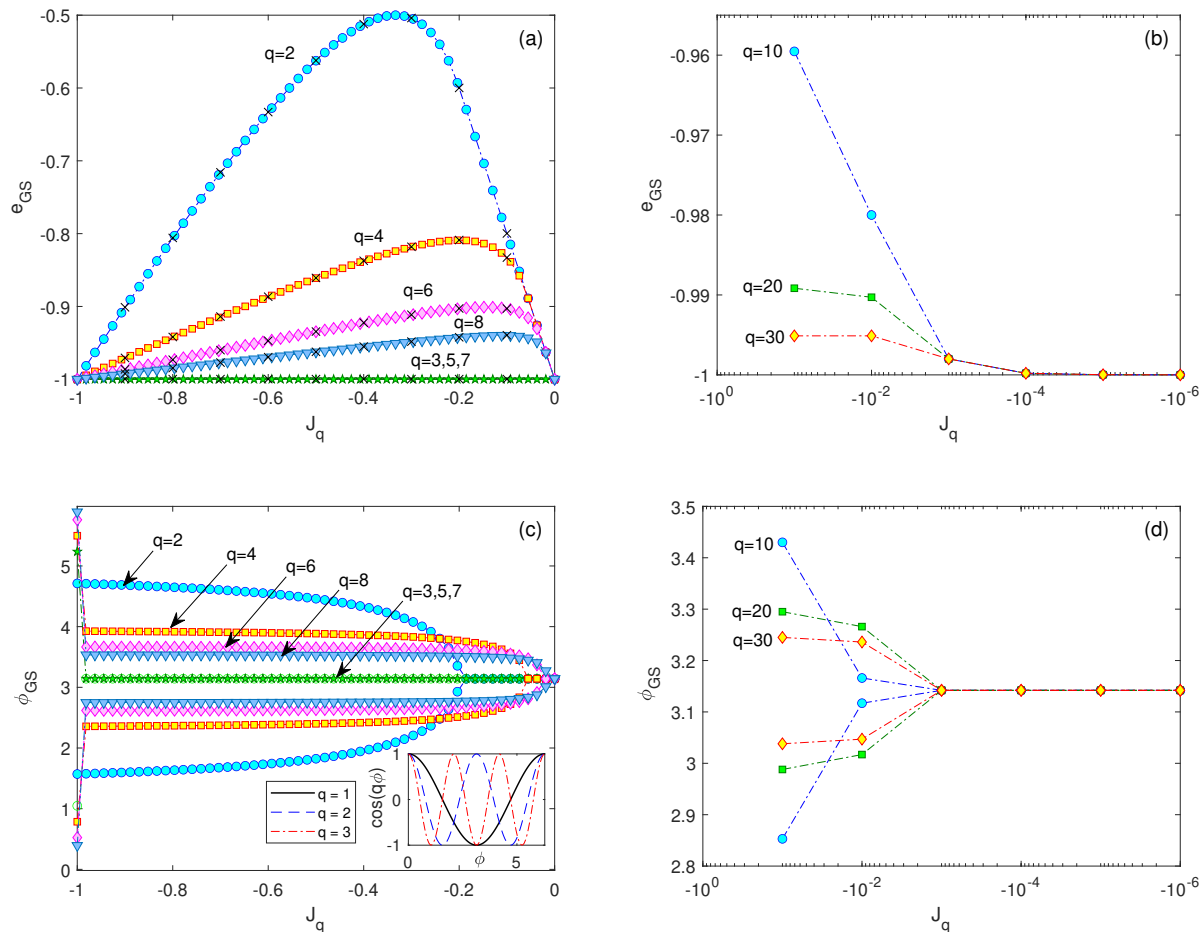 (a)
q=2
q=4
q=6
q=8
q=3,5,7
-0.5
-0.6
-0.7
-0.8
-0.9
-1
e_GS
-1 -0.8 -0.6 -0.4 -0.2 0
J_q
(b)
q=10
q=20
q=30
-0.96
-0.97
-0.98
-0.99
-1
e_GS
-10^0 -10^-2 -10^-4 -10^-6
J_q
(c)
q=2
q=4
q=6
q=8
q=3,5,7
5
4
3
2
1
0
ϕ_GS
-1 -0.8 -0.6 -0.4 -0.2 0
J_q
q = 1
q = 2
q = 3
1
0
-1
cos(qϕ)
0 5
ϕ
(d)
q=10
q=20
q=30
3.5
3.4
3.3
3.2
3.1
3
2.9
2.8
ϕ_GS
-10^0 -10^-2 -10^-4 -10^-6
J_q